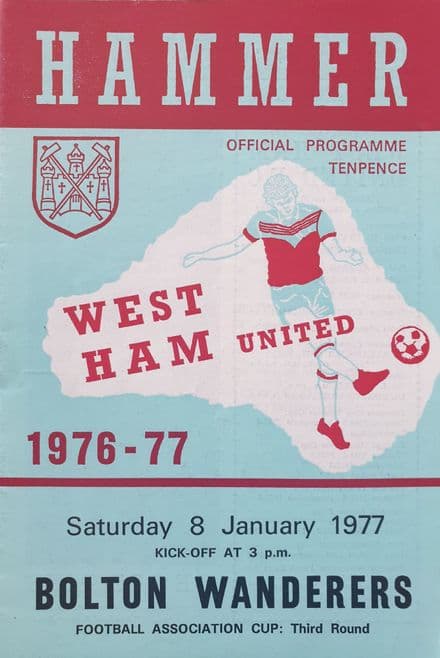 HAMMER
OFFICIAL PROGRAMME
TENPENCE
WEST
HAM UNITED
1976-77
Saturday 8 January 1977
KICK-OFF AT 3 p.m.
BOLTON WANDERERS
FOOTBALL ASSOCIATION CUP: Third Round